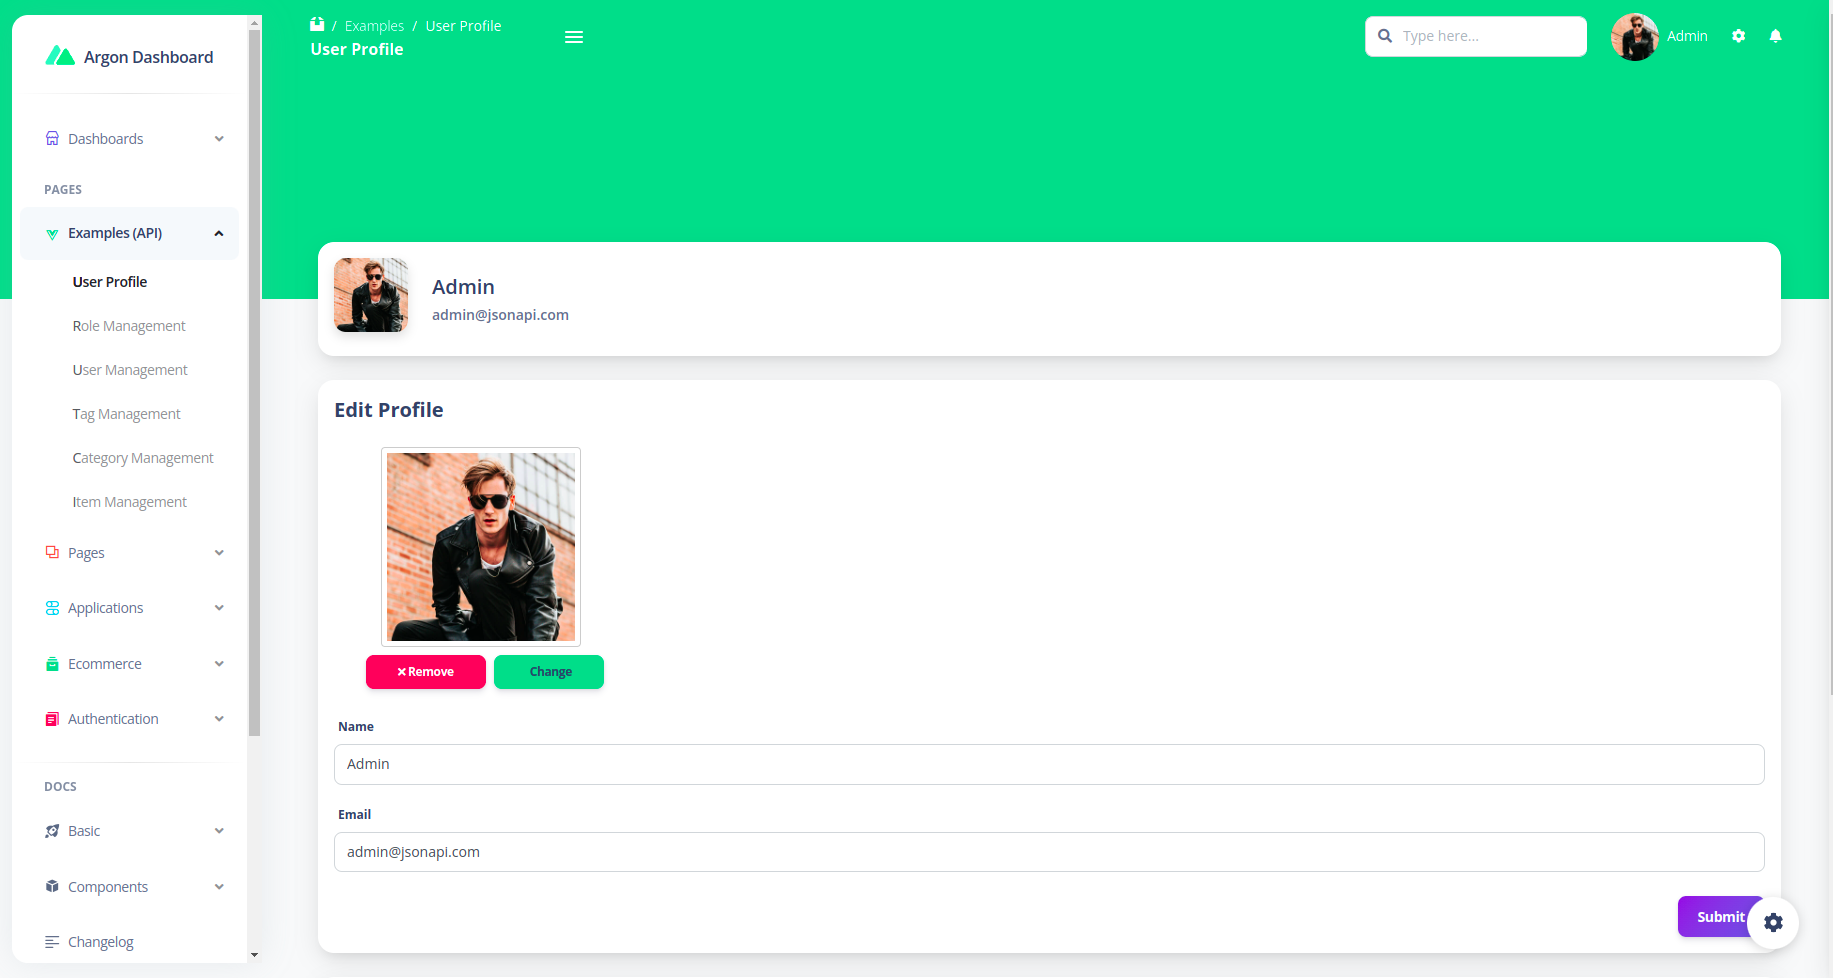 Argon Dashboard
Dashboards
PAGES
Examples (API)
User Profile
Role Management
User Management
Tag Management
Category Management
Item Management
Pages
Applications
Ecommerce
Authentication
DOCS
Basic
Components
Changelog
/ Examples / User Profile
User Profile
Type here...
Admin
Admin
admin@jsonapi.com
Edit Profile
Remove
Change
Name
Admin
Email
admin@jsonapi.com
Submit